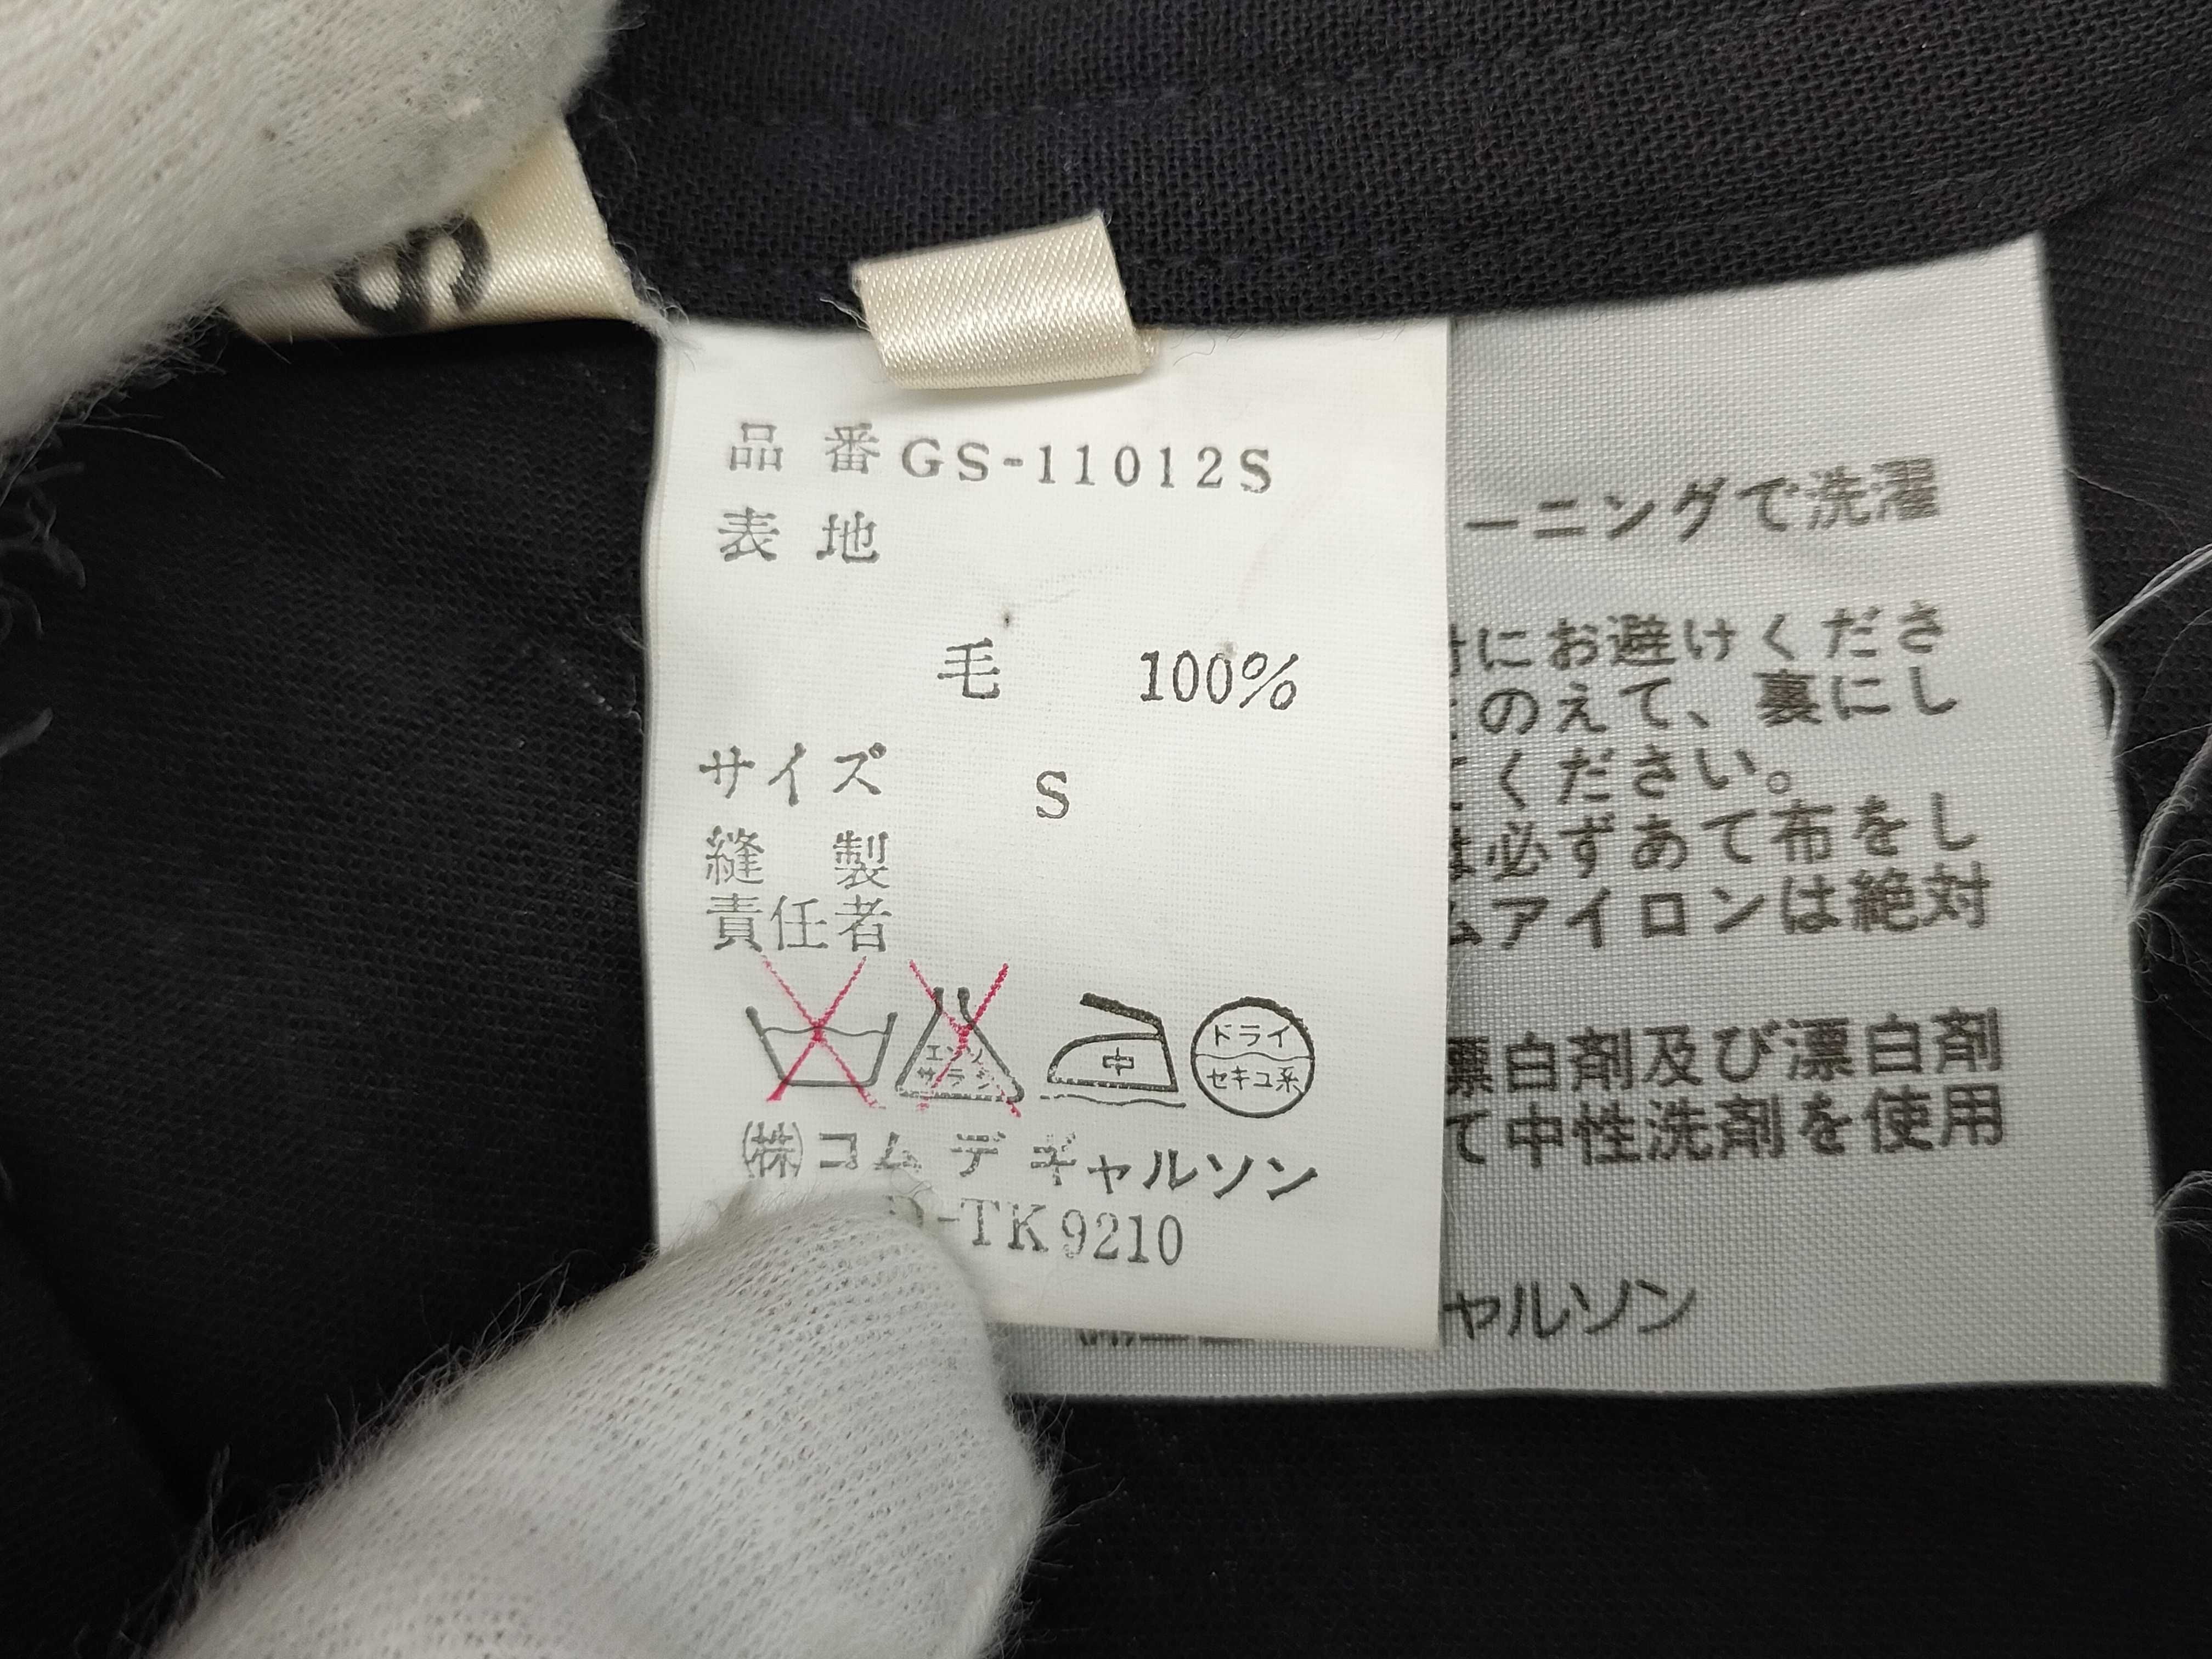 S
品番 GS-11012S
表地
毛 100%
サイズ S
縫製
責任者
エンソ
サラシ
中
ドライ
セキユ系
㈱コム デ ギャルソン
D-TK9210
ーニングで洗濯
にお避けくださ
のえて、裏にし
ください。
は必ずあて布をし
ムアイロンは絶対
漂白剤及び漂白剤
て中性洗剤を使用
ャルソン